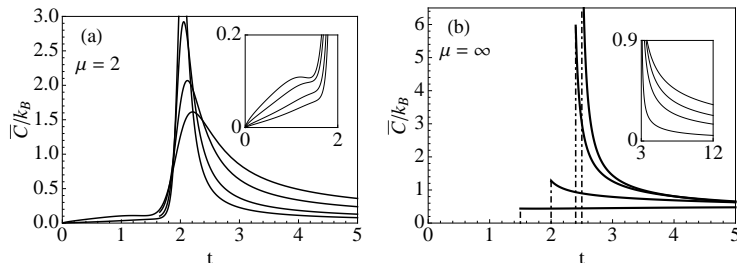 (a)
μ = 2
C̅/k_B
3.0
2.5
2.0
1.5
1.0
0.5
0.0
0 1 2 3 4 5
t
0.2
0
0 2
(b)
μ = ∞
C̅/k_B
6
5
4
3
2
1
0
0 1 2 3 4 5
t
0.9
0
3 12